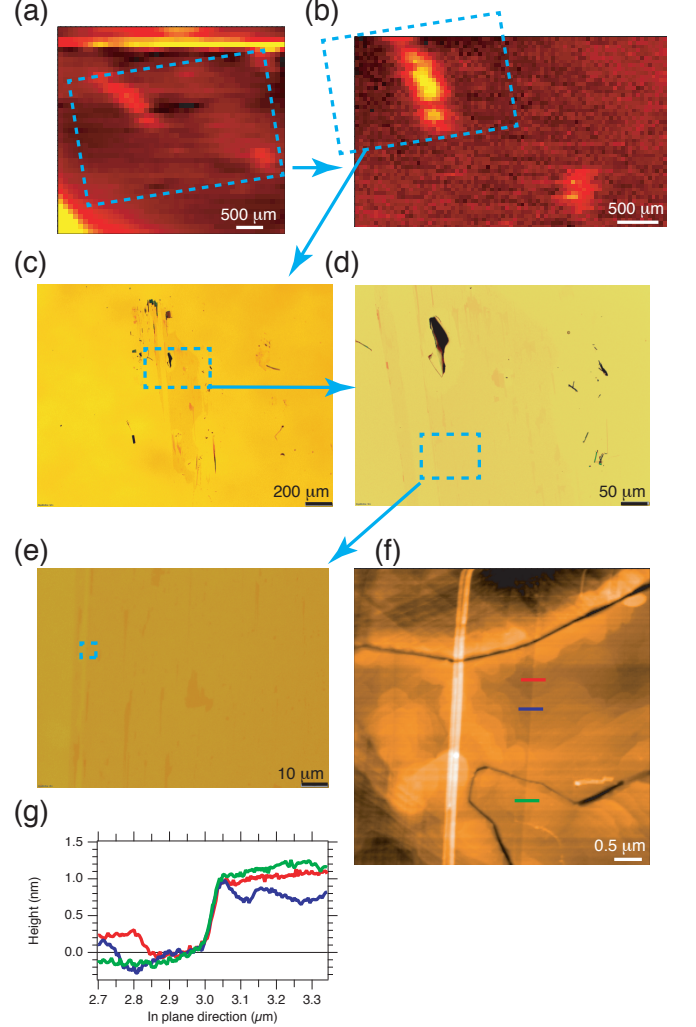 (a)
(b)
500 µm
500 µm
(c)
(d)
200 µm
50 µm
(e)
(f)
10 µm
0.5 µm
(g)
1.5
1.0
0.5
0.0
Height (nm)
2.7 2.8 2.9 3.0 3.1 3.2 3.3
In plane direction (µm)